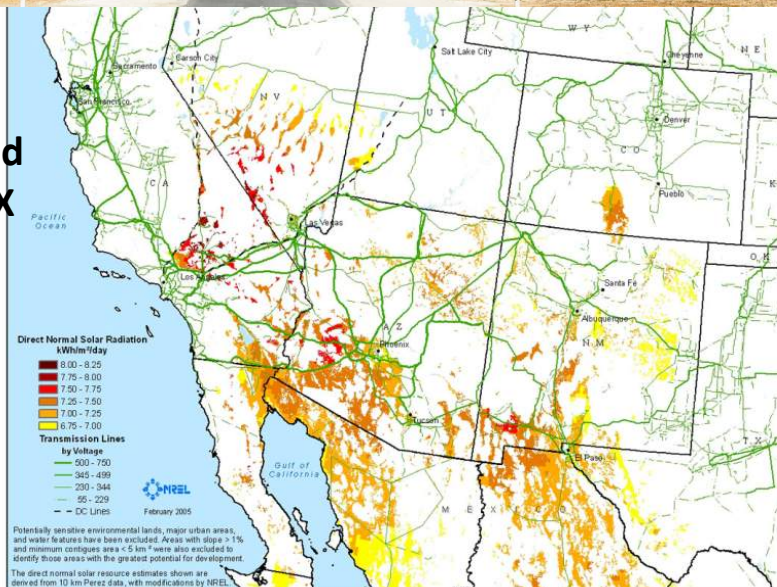 d
X
Pacific
Ocean
Sacramento
San Francisco
Carson City
N V
C A
Las Vegas
Los Angeles
Salt Lake City
U T
W Y
Cheyenne
N E
Denver
C O
Pueblo
K
O K
Santa Fe
Albuquerque
N M
A Z
Phoenix
Tucson
El Paso
T X
Gulf of
California
M E X I C O
Direct Normal Solar Radiation
kWh/m²/day
8.00 - 8.25
7.75 - 8.00
7.50 - 7.75
7.25 - 7.50
7.00 - 7.25
6.75 - 7.00
Transmission Lines
by Voltage
500 - 750
345 - 499
230 - 344
55 - 229
DC Lines
NREL
February 2005
Potentially sensitive environmental lands, major urban areas,
and water features have been excluded. Areas with slope > 1%
and minimum contigues area < 5 km² were also excluded to
identify those areas with the greatest potential for development.
The direct normal solar resource estimates shown are
derived from 10 km Perez data, with modifications by NREL.